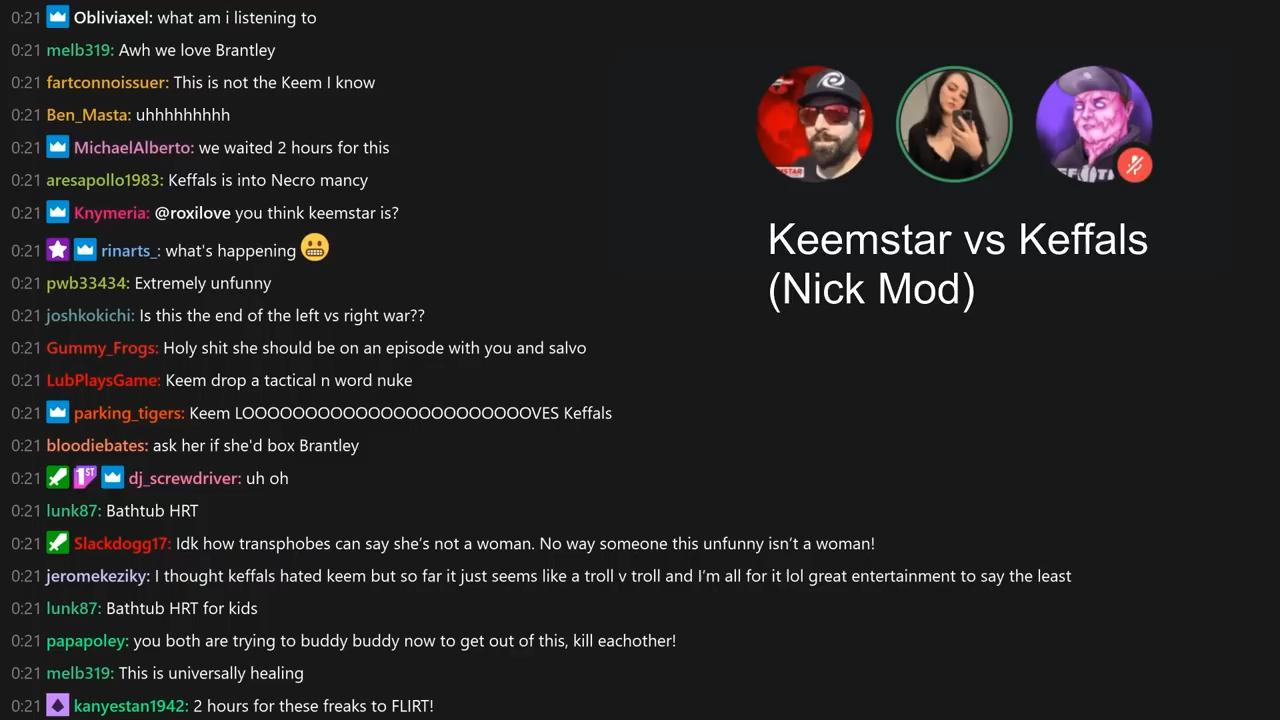 0:21 Obliviaxel: what am i listening to
0:21 melb319: Awh we love Brantley
0:21 fartconnoissuer: This is not the Keem I know
0:21 Ben_Masta: uhhhhhhhh
0:21 MichaelAlberto: we waited 2 hours for this
0:21 aresapollo1983: Keffals is into Necro mancy
0:21 Knymeria: @roxilove you think keemstar is?
0:21 rinarts_: what's happening 😬
0:21 pwb33434: Extremely unfunny
0:21 joshkokichi: Is this the end of the left vs right war??
0:21 Gummy_Frogs: Holy shit she should be on an episode with you and salvo
0:21 LubPlaysGame: Keem drop a tactical n word nuke
0:21 parking_tigers: Keem LOOOOOOOOOOOOOOOOOOOOOOOVES Keffals
0:21 bloodiebates: ask her if she'd box Brantley
0:21 1ST dj_screwdriver: uh oh
0:21 lunk87: Bathtub HRT
0:21 Slackdogg17: Idk how transphobes can say she’s not a woman. No way someone this unfunny isn’t a woman!
0:21 jeromekeziky: I thought keffals hated keem but so far it just seems like a troll v troll and I’m all for it lol great entertainment to say the least
0:21 lunk87: Bathtub HRT for kids
0:21 papapoley: you both are trying to buddy buddy now to get out of this, kill eachother!
0:21 melb319: This is universally healing
0:21 kanyestan1942: 2 hours for these freaks to FLIRT!
Keemstar vs Keffals
(Nick Mod)